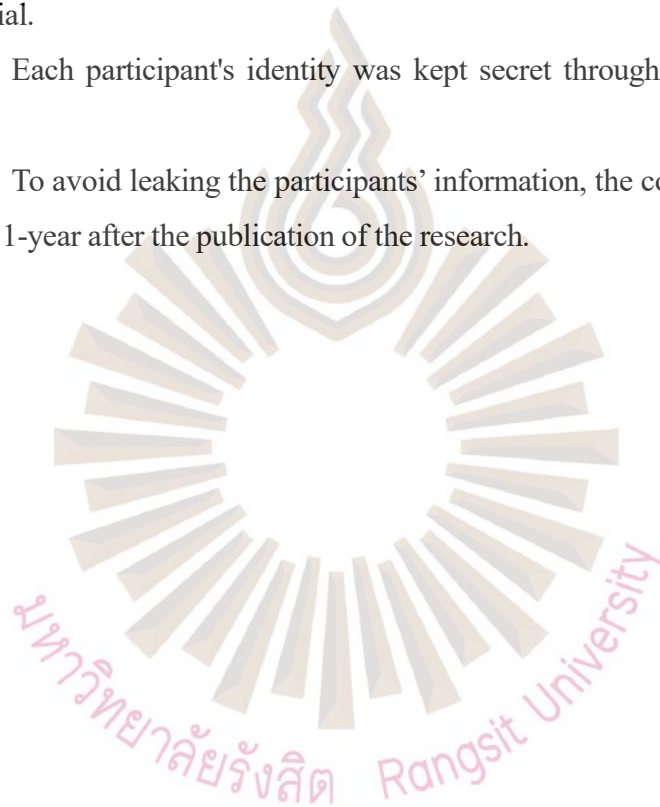 ial.
Each participant's identity was kept secret through
To avoid leaking the participants’ information, the co
1-year after the publication of the research.
มหาวิทยาลัยรังสิต Rangsit University